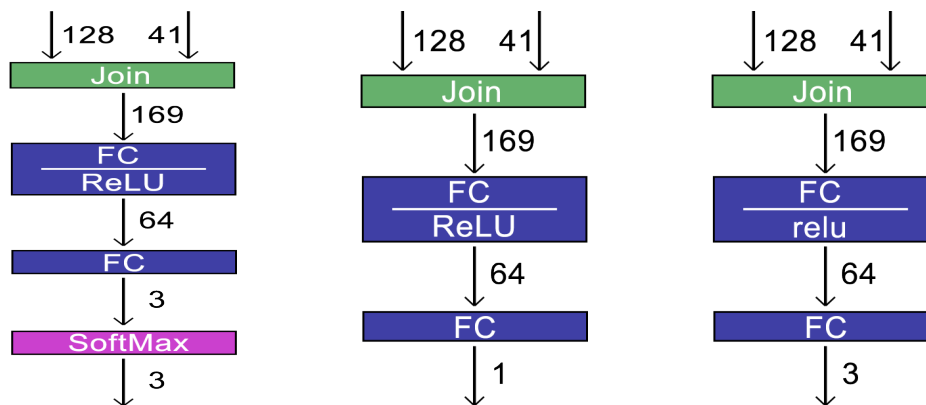 128 41
Join
169
FC
ReLU
64
FC
3
SoftMax
3
128 41
Join
169
FC
ReLU
64
FC
1
128 41
Join
169
FC
relu
64
FC
3